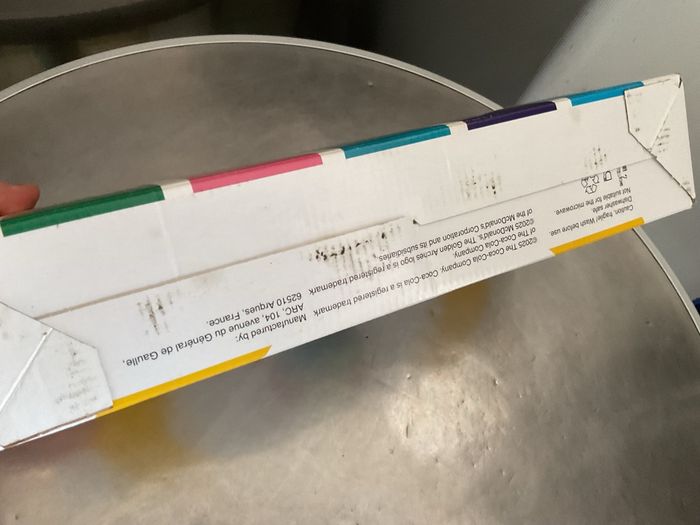 Caution, fragile! Wash before use.
Dishwasher safe.
Not suitable for the microwave.
©2025 The Coca-Cola Company. Coca-Cola is a registered trademark
of The Coca-Cola Company.
©2025 McDonald's. The Golden Arches logo is a registered trademark
of the McDonald's Corporation and its subsidiaries.
Manufactured by:
ARC, 104, avenue du Général de Gaulle,
62510 Arques, France.